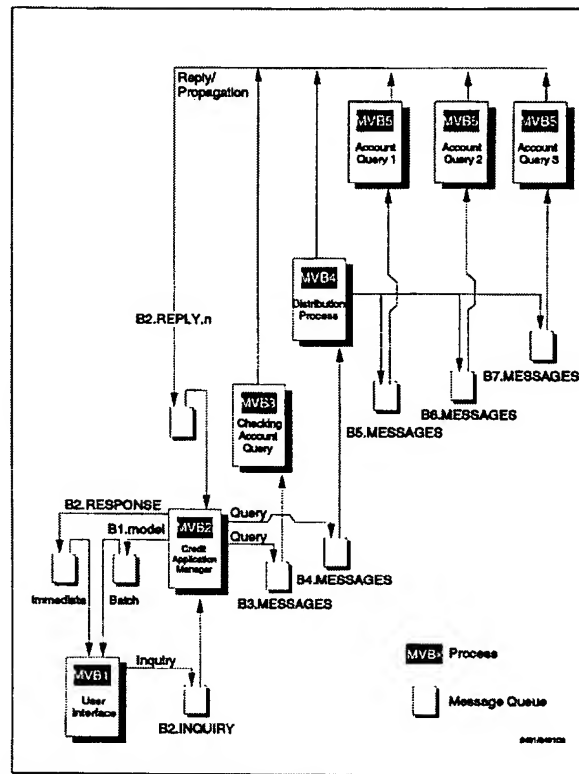 Reply/
Propagation
MVB5
Account
Query 1
MVB5
Account
Query 2
MVB5
Account
Query 3
MVB4
Distribution
Process
B2.REPLY.n
B7.MESSAGES
B6.MESSAGES
B5.MESSAGES
MVB3
Checking
Account
Query
B2.RESPONSE
B1.model
MVB2
Credit
Application
Manager
Query
Query
B4.MESSAGES
B3.MESSAGES
Immediate
Batch
MVB1
User
Interface
Inquiry
B2.INQUIRY
MVBx Process
Message Queue